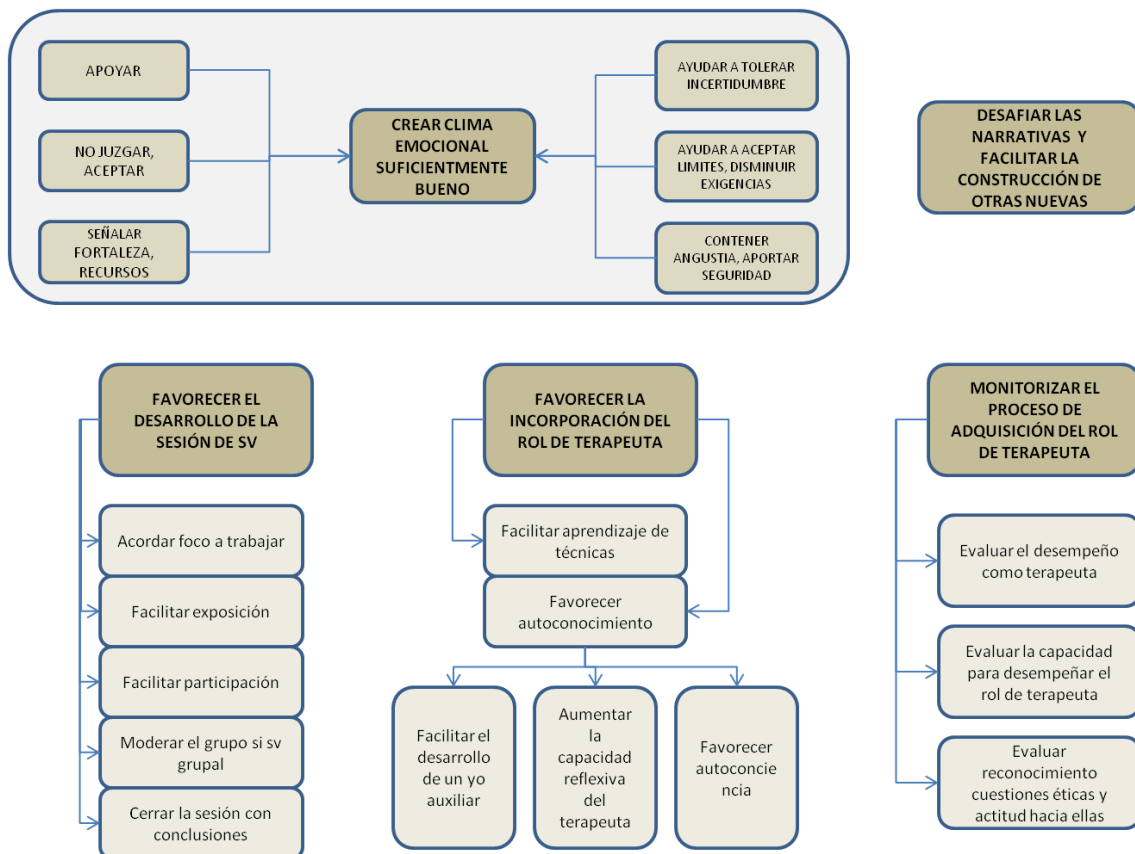 APOYAR
NO JUZGAR,
ACEPTAR
SEÑALAR
FORTALEZA,
RECURSOS
CREAR CLIMA
EMOCIONAL
SUFICIENTMENTE
BUENO
AYUDAR A TOLERAR
INCERTIDUMBRE
AYUDAR A ACEPTAR
LIMITES, DISMINUIR
EXIGENCIAS
CONTENER
ANGUSTIA, APORTAR
SEGURIDAD
DESAFIAR LAS
NARRATIVAS Y
FACILITAR LA
CONSTRUCCIÓN DE
OTRAS NUEVAS
FAVORECER EL
DESARROLLO DE LA
SESIÓN DE SV
Acordar foco a trabajar
Facilitar exposición
Facilitar participación
Moderar el grupo si sv
grupal
Cerrar la sesión con
conclusiones
FAVORECER LA
INCORPORACIÓN DEL
ROL DE TERAPEUTA
Facilitar aprendizaje de
técnicas
Favorecer
autoconocimiento
Facilitar el
desarrollo
de un yo
auxiliar
Aumentar
la
capacidad
reflexiva
del
terapeuta
Favorecer
autoconcie
ncia
MONITORIZAR EL
PROCESO DE
ADQUISICIÓN DEL ROL
DE TERAPEUTA
Evaluar el desempeño
como terapeuta
Evaluar la capacidad
para desempeñar el
rol de terapeuta
Evaluar
reconocimiento
cuestiones éticas y
actitud hacia ellas